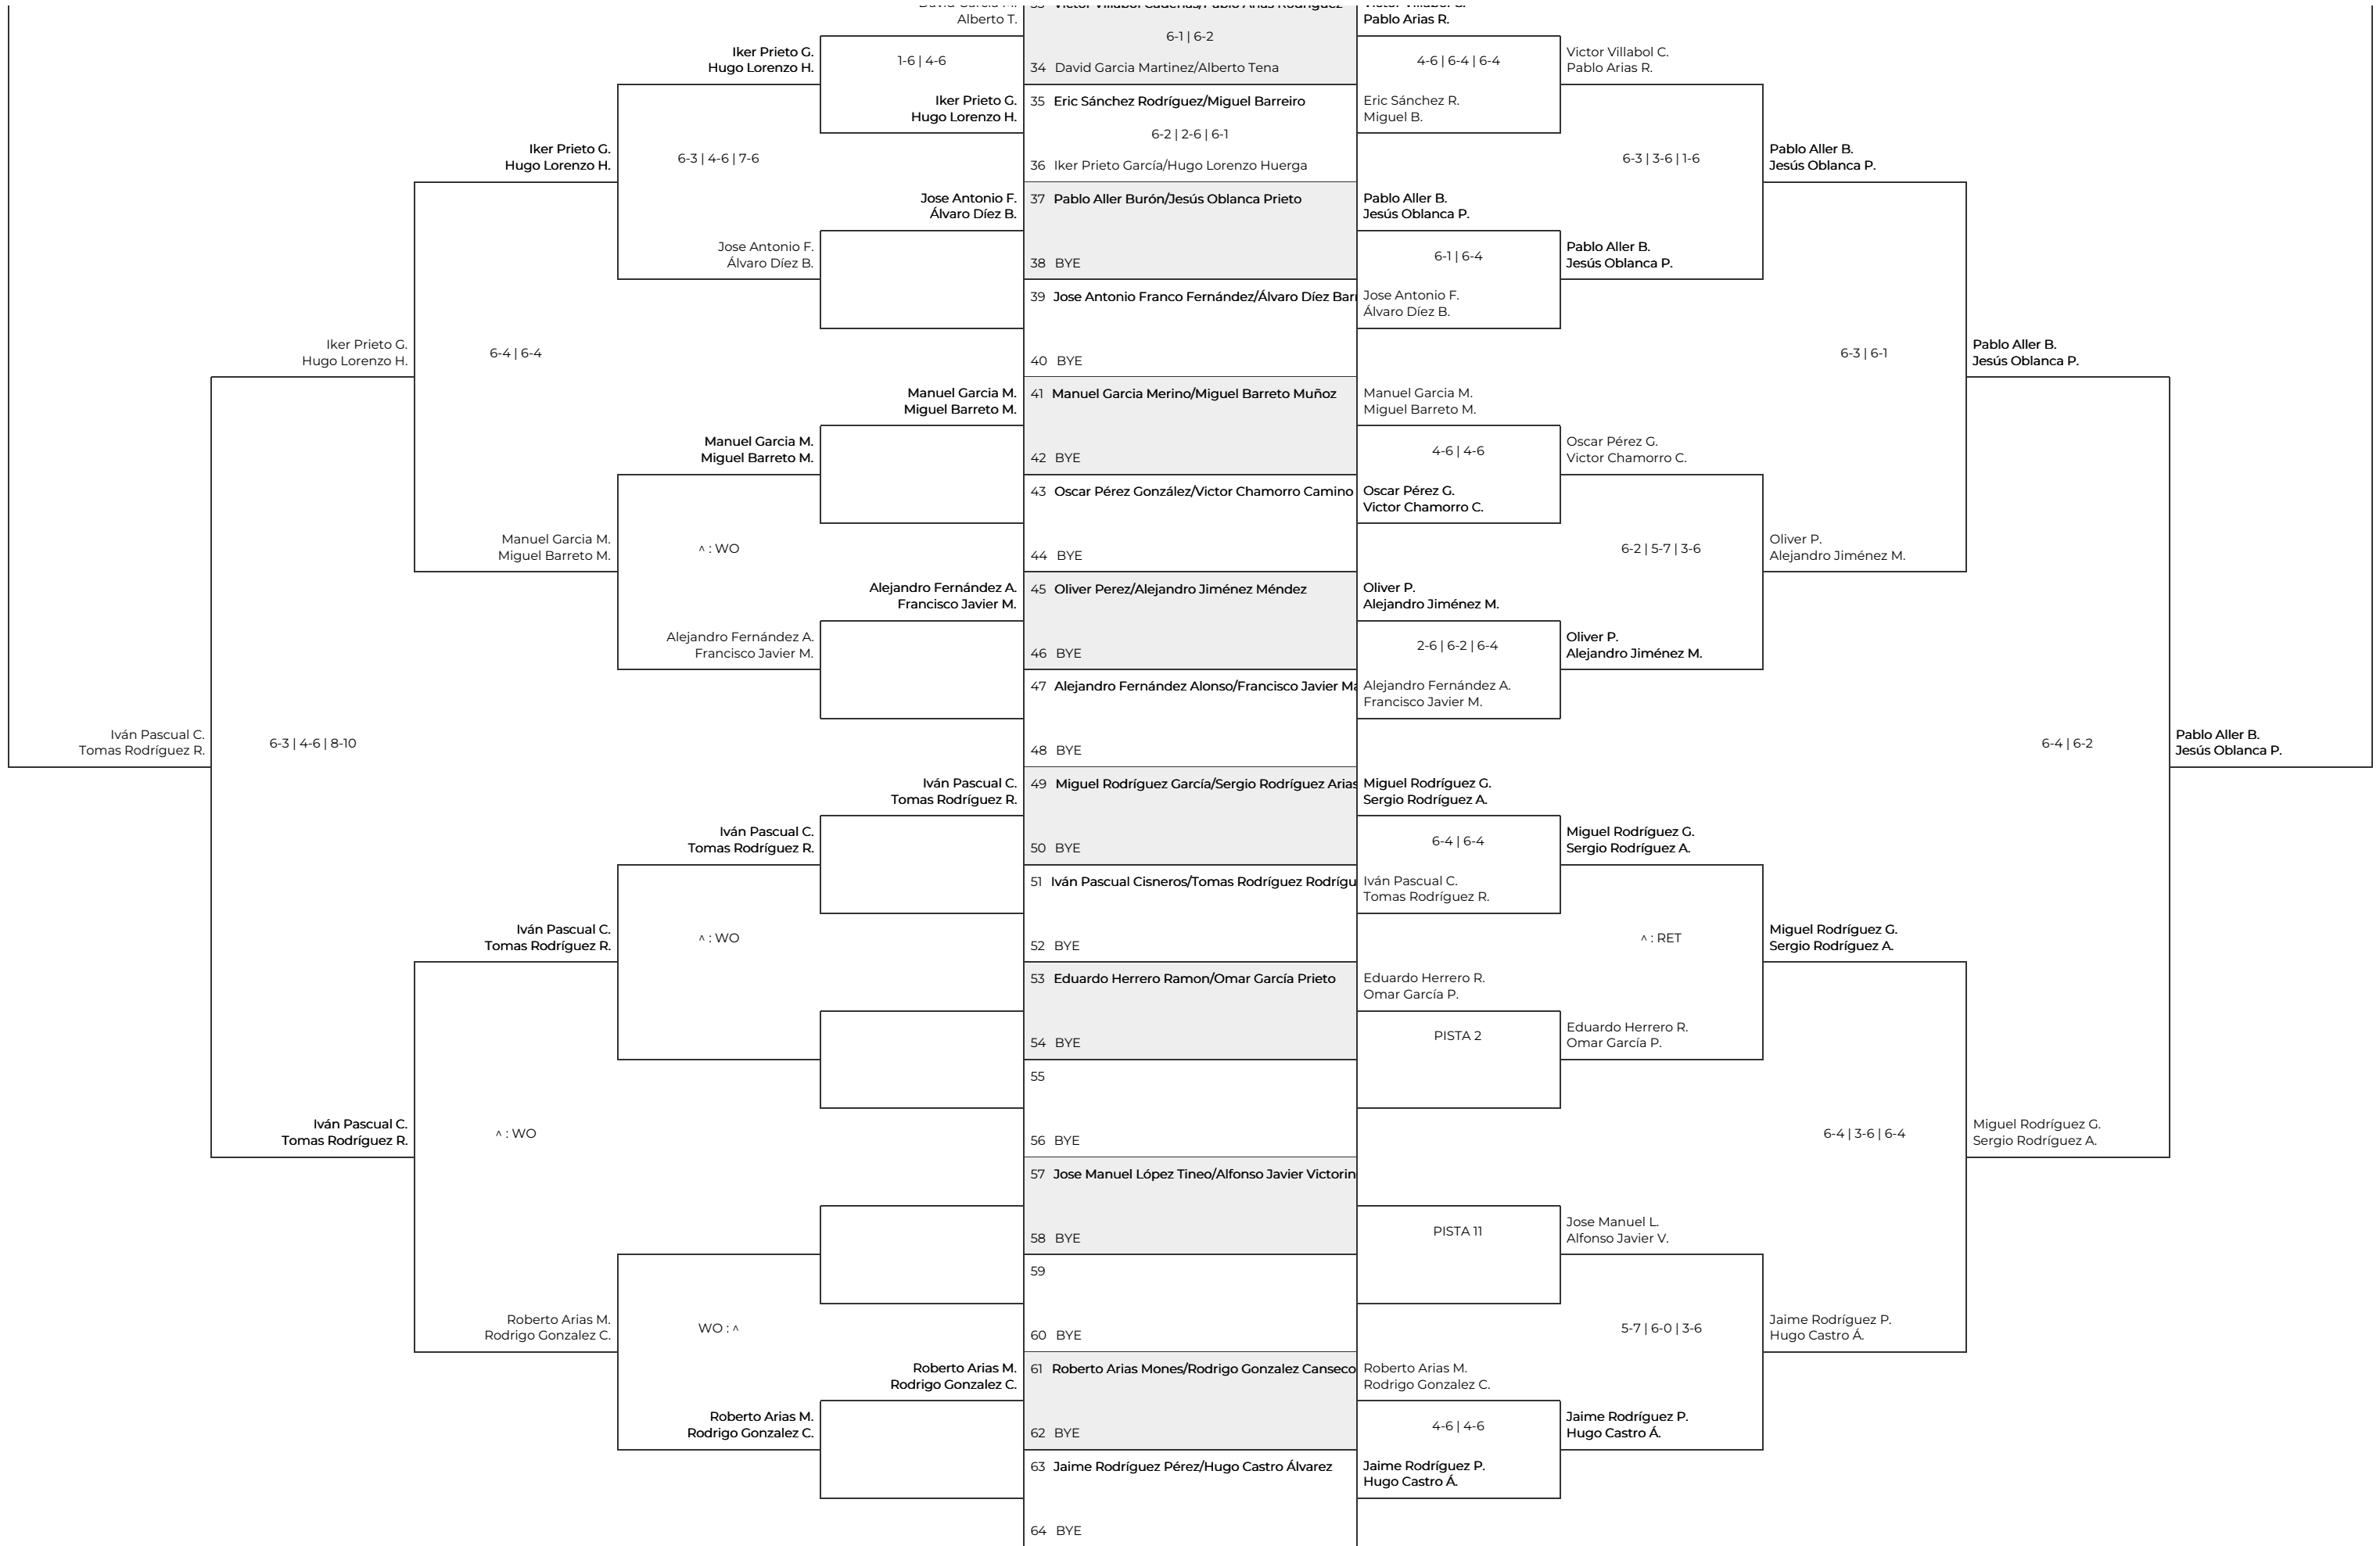 Alberto T.
Pablo Arias R.
6-1 | 6-2
Iker Prieto G.
Hugo Lorenzo H.
1-6 | 4-6
34 David Garcia Martinez/Alberto Tena
4-6 | 6-4 | 6-4
Victor Villabol C.
Pablo Arias R.
Iker Prieto G.
Hugo Lorenzo H.
35 Eric Sánchez Rodríguez/Miguel Barreiro
Eric Sánchez R.
Miguel B.
6-2 | 2-6 | 6-1
Iker Prieto G.
Hugo Lorenzo H.
6-3 | 4-6 | 7-6
36 Iker Prieto García/Hugo Lorenzo Huerga
6-3 | 3-6 | 1-6
Pablo Aller B.
Jesús Oblanca P.
Jose Antonio F.
Álvaro Díez B.
37 Pablo Aller Burón/Jesús Oblanca Prieto
Pablo Aller B.
Jesús Oblanca P.
Jose Antonio F.
Álvaro Díez B.
38 BYE
6-1 | 6-4
Pablo Aller B.
Jesús Oblanca P.
39 Jose Antonio Franco Fernández/Álvaro Díez Bar
Jose Antonio F.
Álvaro Díez B.
Iker Prieto G.
Hugo Lorenzo H.
6-4 | 6-4
40 BYE
6-3 | 6-1
Pablo Aller B.
Jesús Oblanca P.
Manuel Garcia M.
Miguel Barreto M.
41 Manuel Garcia Merino/Miguel Barreto Muñoz
Manuel Garcia M.
Miguel Barreto M.
Manuel Garcia M.
Miguel Barreto M.
42 BYE
4-6 | 4-6
Oscar Pérez G.
Victor Chamorro C.
43 Oscar Pérez González/Victor Chamorro Camino
Oscar Pérez G.
Victor Chamorro C.
Manuel Garcia M.
Miguel Barreto M.
^ : WO
44 BYE
6-2 | 5-7 | 3-6
Oliver P.
Alejandro Jiménez M.
Alejandro Fernández A.
Francisco Javier M.
45 Oliver Perez/Alejandro Jiménez Méndez
Oliver P.
Alejandro Jiménez M.
Alejandro Fernández A.
Francisco Javier M.
46 BYE
2-6 | 6-2 | 6-4
Oliver P.
Alejandro Jiménez M.
47 Alejandro Fernández Alonso/Francisco Javier Ma
Alejandro Fernández A.
Francisco Javier M.
Iván Pascual C.
Tomas Rodríguez R.
6-3 | 4-6 | 8-10
48 BYE
6-4 | 6-2
Pablo Aller B.
Jesús Oblanca P.
Iván Pascual C.
Tomas Rodríguez R.
49 Miguel Rodríguez García/Sergio Rodríguez Arias
Miguel Rodríguez G.
Sergio Rodríguez A.
Iván Pascual C.
Tomas Rodríguez R.
50 BYE
6-4 | 6-4
Miguel Rodríguez G.
Sergio Rodríguez A.
51 Iván Pascual Cisneros/Tomas Rodríguez Rodrígu
Iván Pascual C.
Tomas Rodríguez R.
Iván Pascual C.
Tomas Rodríguez R.
^ : WO
52 BYE
^ : RET
Miguel Rodríguez G.
Sergio Rodríguez A.
53 Eduardo Herrero Ramon/Omar García Prieto
Eduardo Herrero R.
Omar García P.
54 BYE
PISTA 2
Eduardo Herrero R.
Omar García P.
55
Iván Pascual C.
Tomas Rodríguez R.
^ : WO
56 BYE
6-4 | 3-6 | 6-4
Miguel Rodríguez G.
Sergio Rodríguez A.
57 Jose Manuel López Tineo/Alfonso Javier Victorin
58 BYE
PISTA 11
Jose Manuel L.
Alfonso Javier V.
59
Roberto Arias M.
Rodrigo Gonzalez C.
WO : ^
60 BYE
5-7 | 6-0 | 3-6
Jaime Rodríguez P.
Hugo Castro Á.
Roberto Arias M.
Rodrigo Gonzalez C.
61 Roberto Arias Mones/Rodrigo Gonzalez Canseco
Roberto Arias M.
Rodrigo Gonzalez C.
Roberto Arias M.
Rodrigo Gonzalez C.
62 BYE
4-6 | 4-6
Jaime Rodríguez P.
Hugo Castro Á.
63 Jaime Rodríguez Pérez/Hugo Castro Álvarez
Jaime Rodríguez P.
Hugo Castro Á.
64 BYE